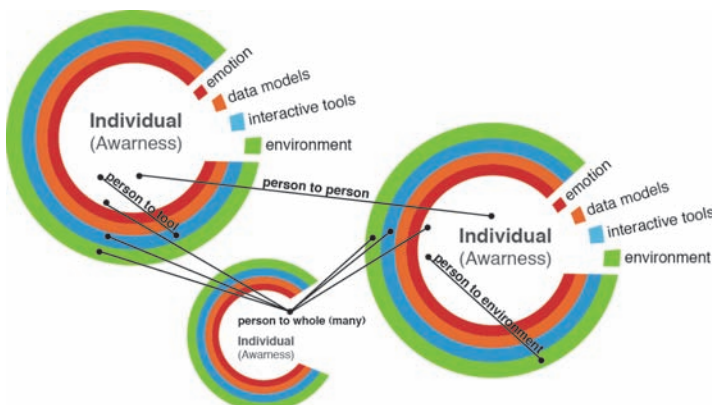 emotion
data models
interactive tools
environment
Individual
(Awarness)
person to tool
person to person
emotion
data models
interactive tools
environment
Individual
(Awarness)
person to environment
person to whole (many)
Individual
(Awarness)